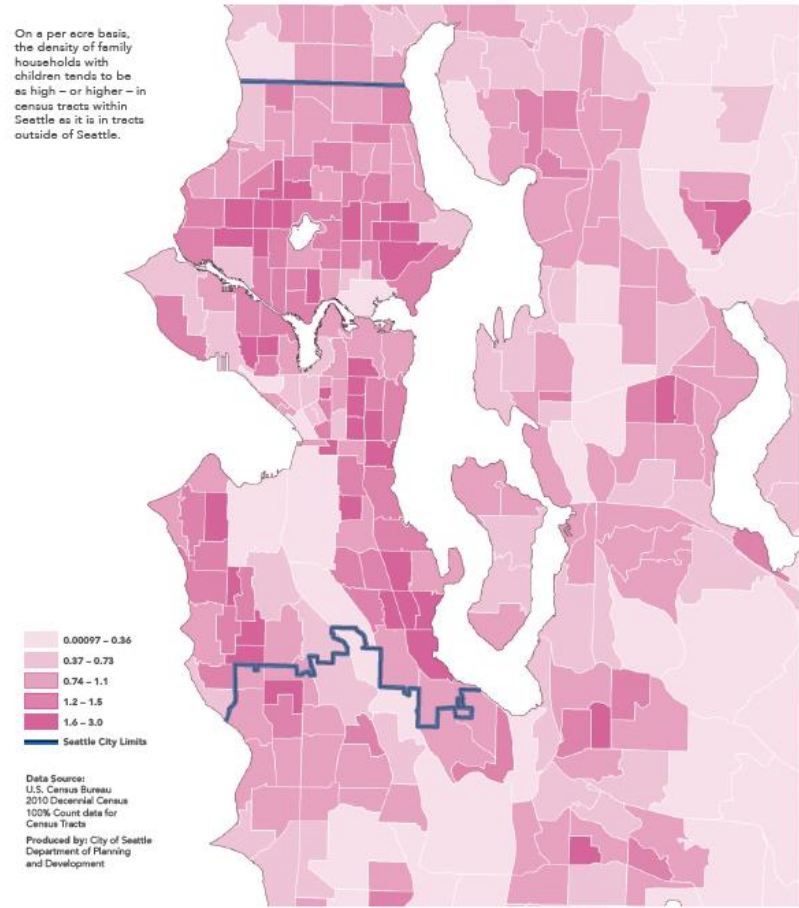 On a per acre basis,
the density of family
households with
children tends to be
as high – or higher – in
census tracts within
Seattle as it is in tracts
outside of Seattle.
0.00097 – 0.36
0.37 – 0.73
0.74 – 1.1
1.2 – 1.5
1.6 – 3.0
Seattle City Limits
Data Source:
U.S. Census Bureau
2010 Decennial Census
100% Count data for
Census Tracts
Produced by: City of Seattle
Department of Planning
and Development